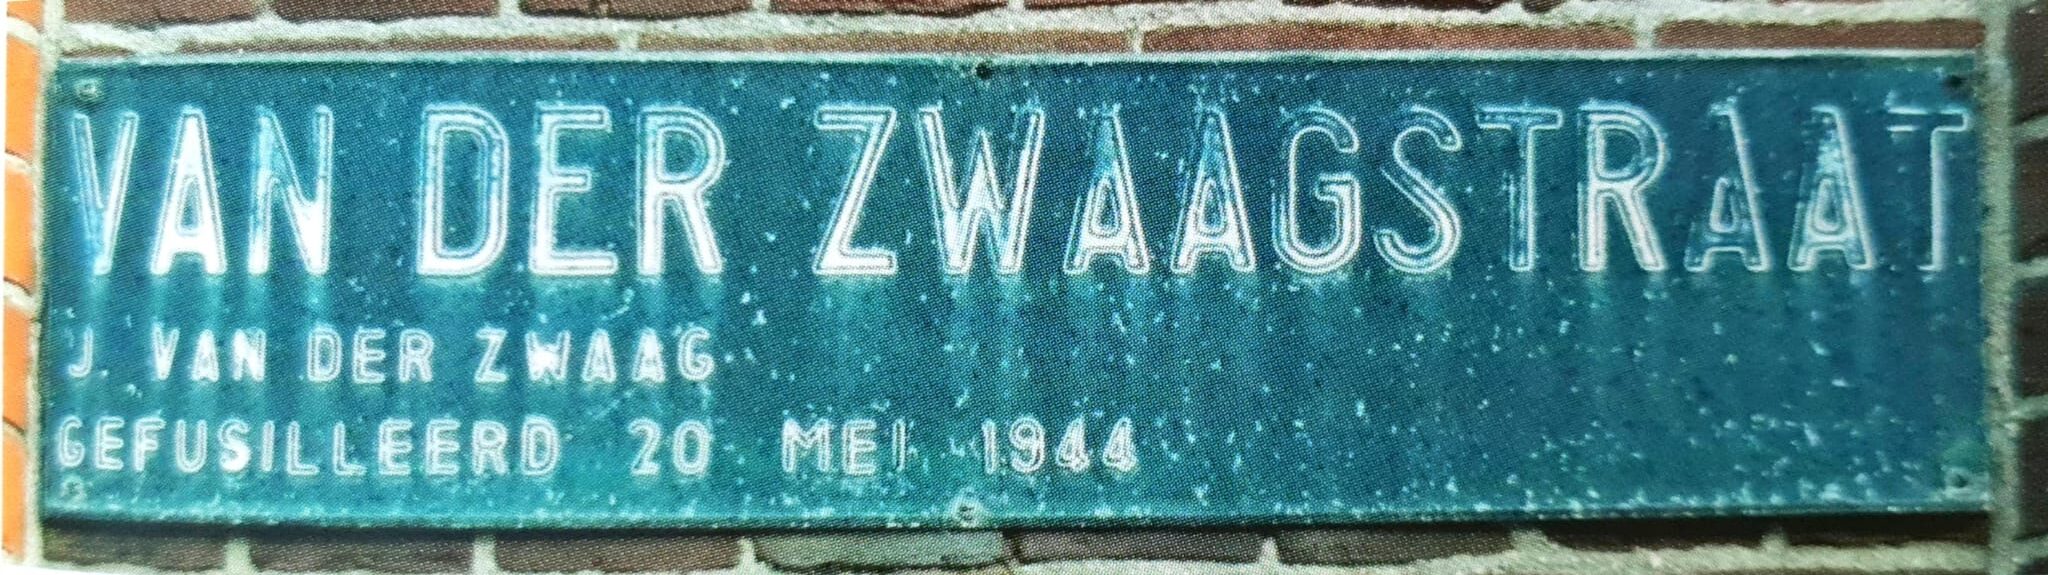 VAN DER ZWAAGSTRAAT
J. VAN DER ZWAAG
GEFUSILLEERD 20 MEI 1944